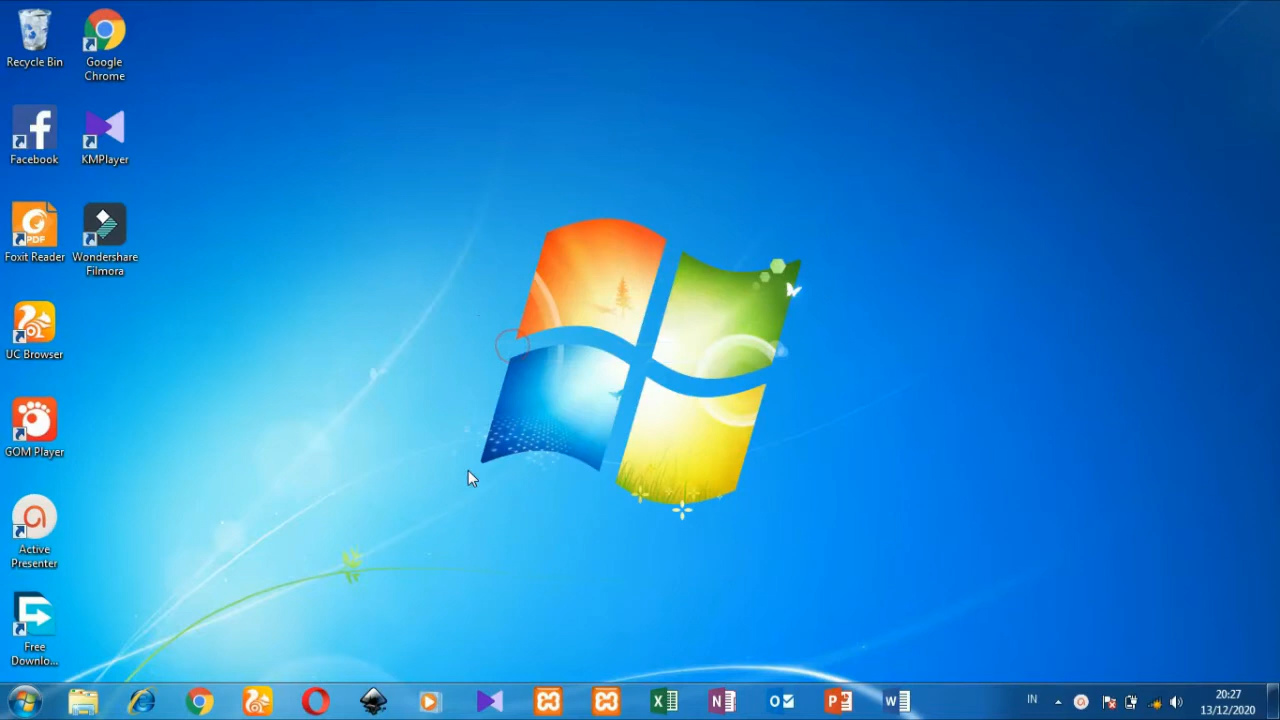 Recycle Bin
Google
Chrome
Facebook
KMPlayer
PDF
Foxit Reader
Wondershare
Filmora
UC Browser
GOM Player
Active
Presenter
Free
Downlo...
X
N
O
P
W
IN
20:27
13/12/2020